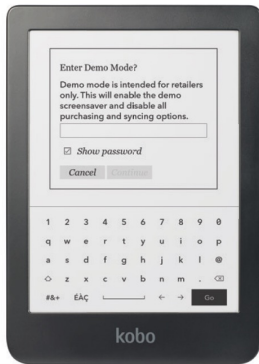 Enter Demo Mode?
Demo mode is intended for retailers
only. This will enable the demo
screensaver and disable all
purchasing and syncing options.
Show password
Cancel Continue
1 2 3 4 5 6 7 8 9 0
q w e r t y u i o p
a s d f g h j k l @
z x c v b n m .
#&+ ÉÀÇ ← → Go
kobo